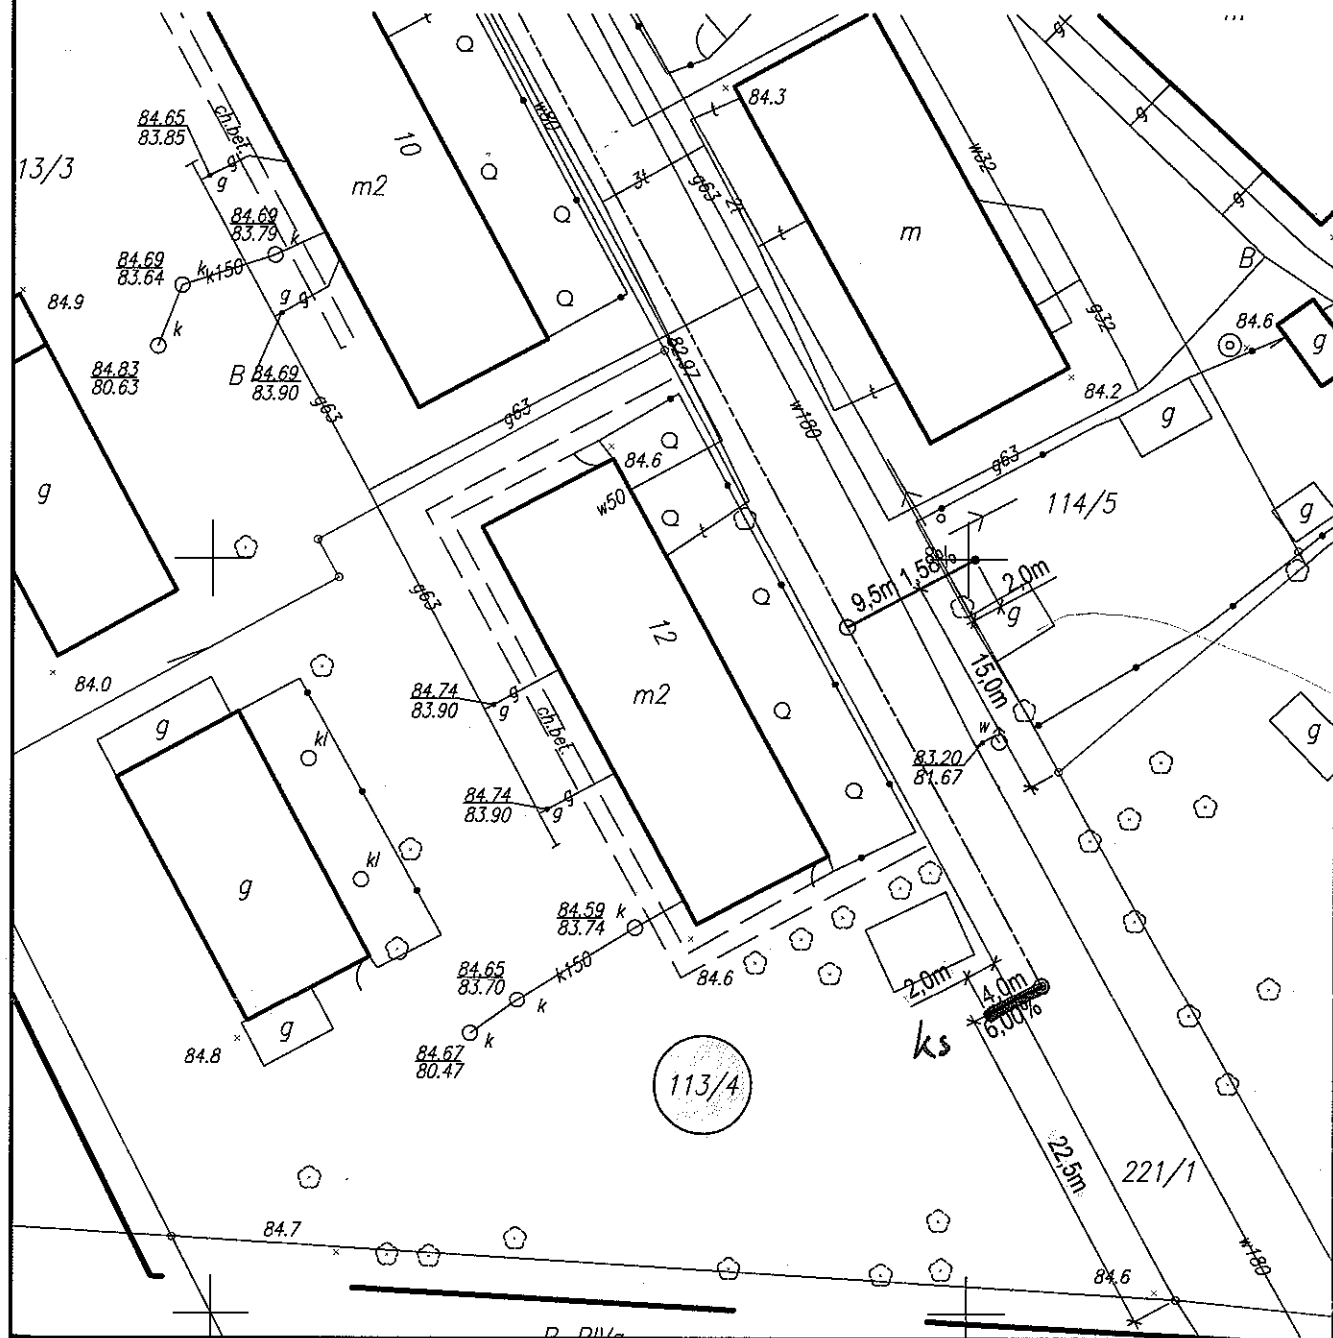 84.65
83.85
ch.bet.
10
m2
w80
84.3
t
m
w32
g
g
g
13/3
g
g
84.69
83.79
k
3t
g63
2t
t
B
84.69
83.64
k
k150
84.9
g
g
k
84.83
80.63
B
84.69
83.90
g63
g63
82.97
w180
t
84.2
g32
84.6
g
g
g63
114/5
g
84.6
w50
t
g
g63
9,5m 1,58%
2,0m
g
12
m2
15,0m
84.0
g
kl
84.74
83.90
g
g
ch.bet.
w
83.20
81.67
g
84.74
83.90
g
g
kl
g
84.59
83.74
k
k150
84.65
83.70
k
84.6
2,0m
4,0m
6,00%
ks
g
84.8
84.67
80.47
k
113/4
22,5m
221/1
84.7
84.6
w180